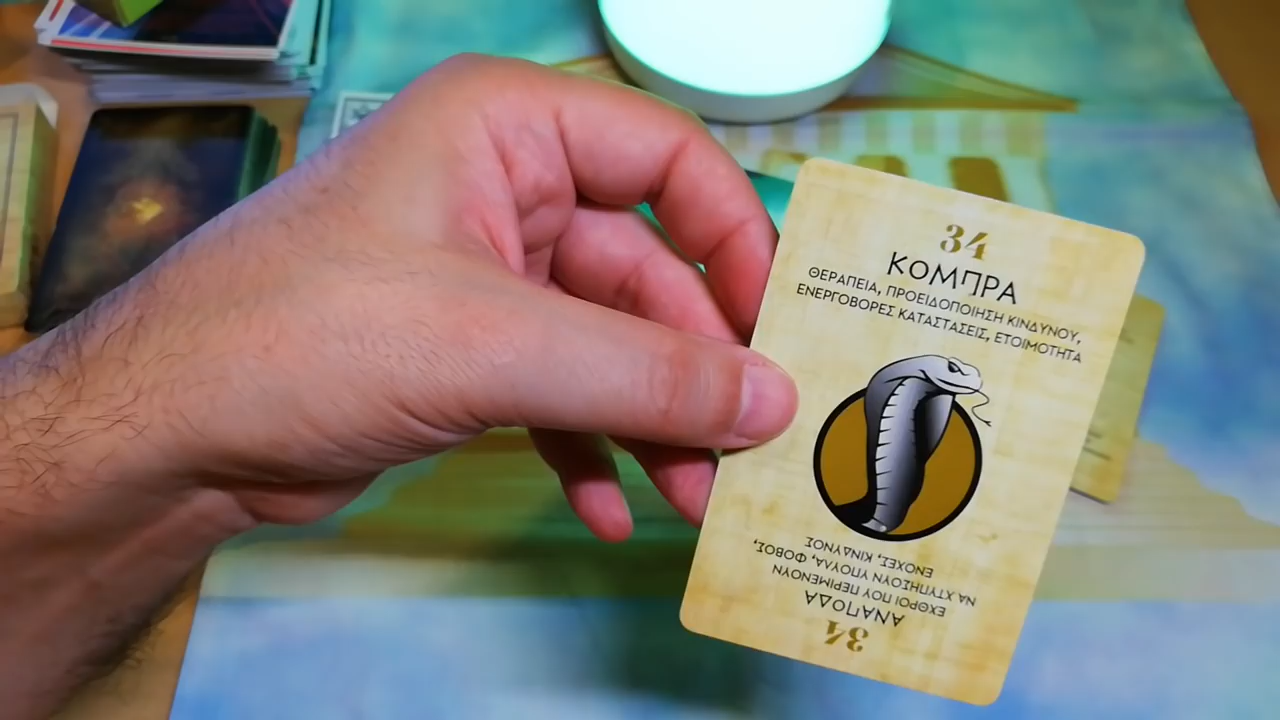 34
ΚΟΜΠΡΑ
ΘΕΡΑΠΕΙΑ, ΠΡΟΕΙΔΟΠΟΙΗΣΗ ΚΙΝΔΥΝΟΥ,
ΕΝΕΡΓΟΒΟΡΕΣ ΚΑΤΑΣΤΑΣΕΙΣ, ΕΤΟΙΜΟΤΗΤΑ
34
ΑΝΑΠΟΔΑ
ΕΧΘΡΟΙ ΠΟΥ ΠΕΡΙΜΕΝΟΥΝ
ΝΑ ΧΤΥΠΗΣΟΥΝ ΥΠΟΥΛΑ, ΦΟΒΟΣ,
ΕΝΟΧΕΣ, ΚΙΝΔΥΝΟΣ